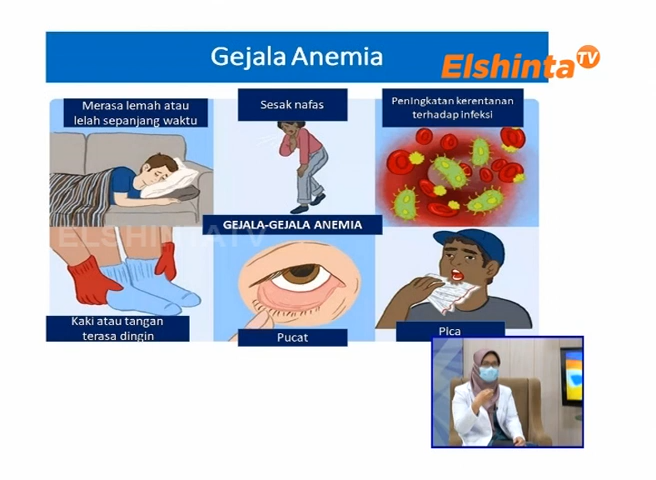 Gejala Anemia
Elshinta TV
Merasa lemah atau
lelah sepanjang waktu
Sesak nafas
Peningkatan kerentanan
terhadap infeksi
GEJALA-GEJALA ANEMIA
ELSHINTA TV
Kaki atau tangan
terasa dingin
Pucat
Pica